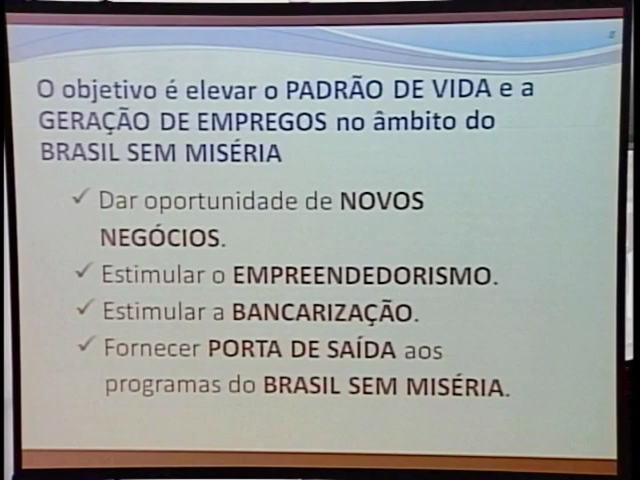 O objetivo é elevar o PADRÃO DE VIDA e a
GERAÇÃO DE EMPREGOS no âmbito do
BRASIL SEM MISÉRIA
✓ Dar oportunidade de NOVOS
NEGÓCIOS.
✓ Estimular o EMPREENDEDORISMO.
✓ Estimular a BANCARIZAÇÃO.
✓ Fornecer PORTA DE SAÍDA aos
programas do BRASIL SEM MISÉRIA.